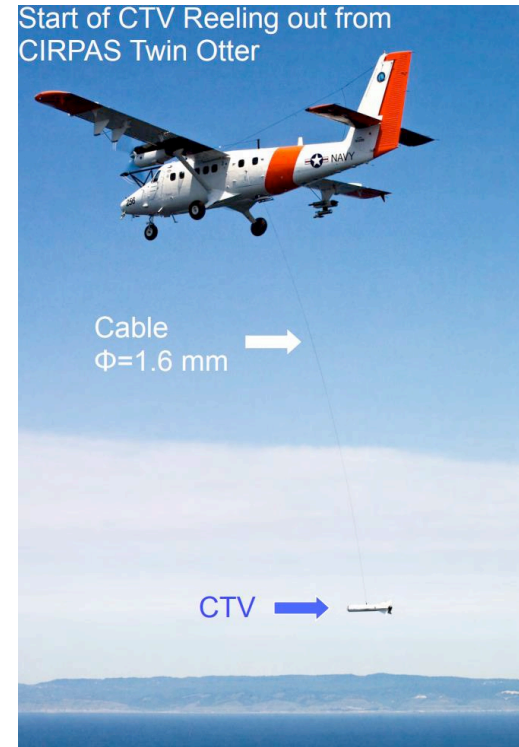 Start of CTV Reeling out from
CIRPAS Twin Otter
NAVY
Cable
Φ=1.6 mm
CTV